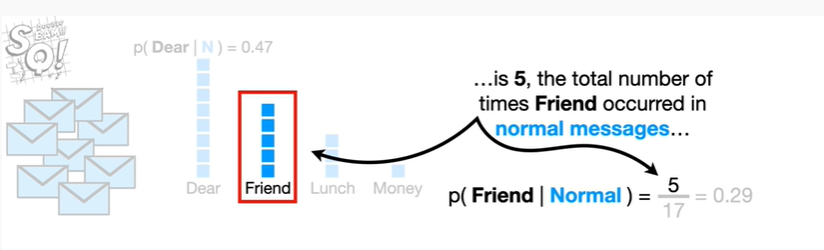 p( Dear | N ) = 0.47
...is 5, the total number of
times Friend occurred in
normal messages...
Dear Friend Lunch Money
p( Friend | Normal ) = 5/17 = 0.29